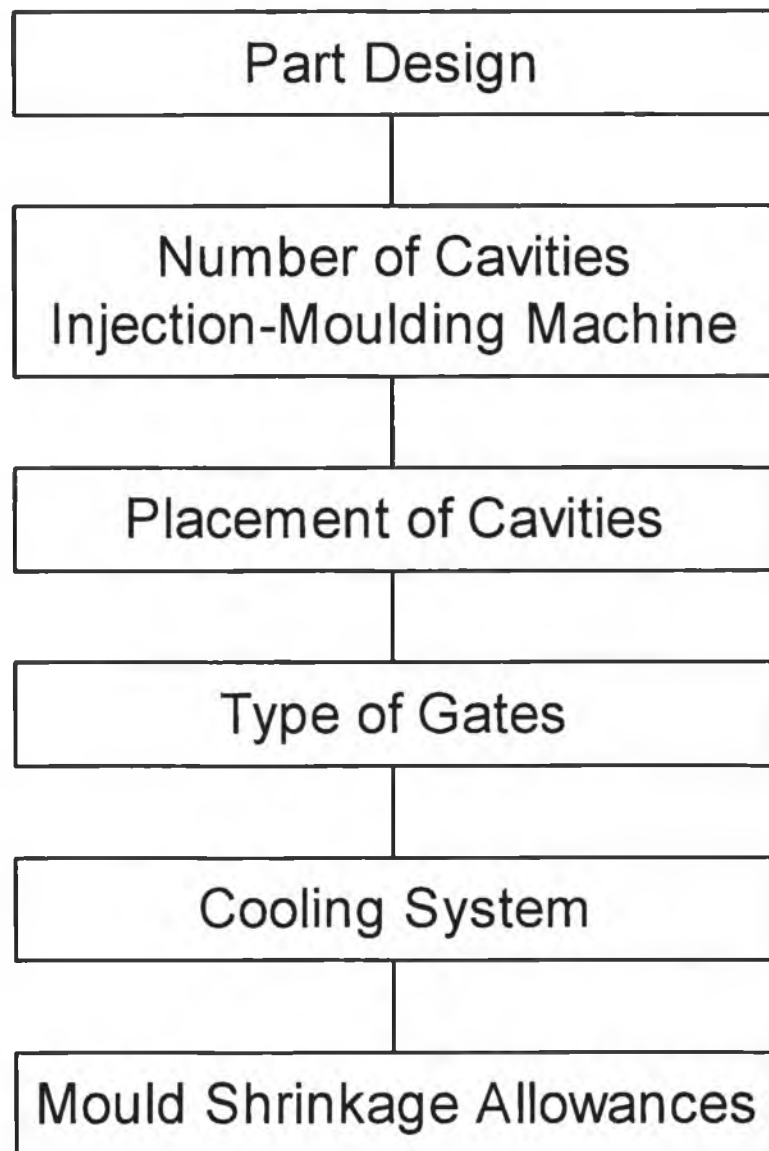 Part Design
Number of Cavities
Injection-Moulding Machine
Placement of Cavities
Type of Gates
Cooling System
Mould Shrinkage Allowances